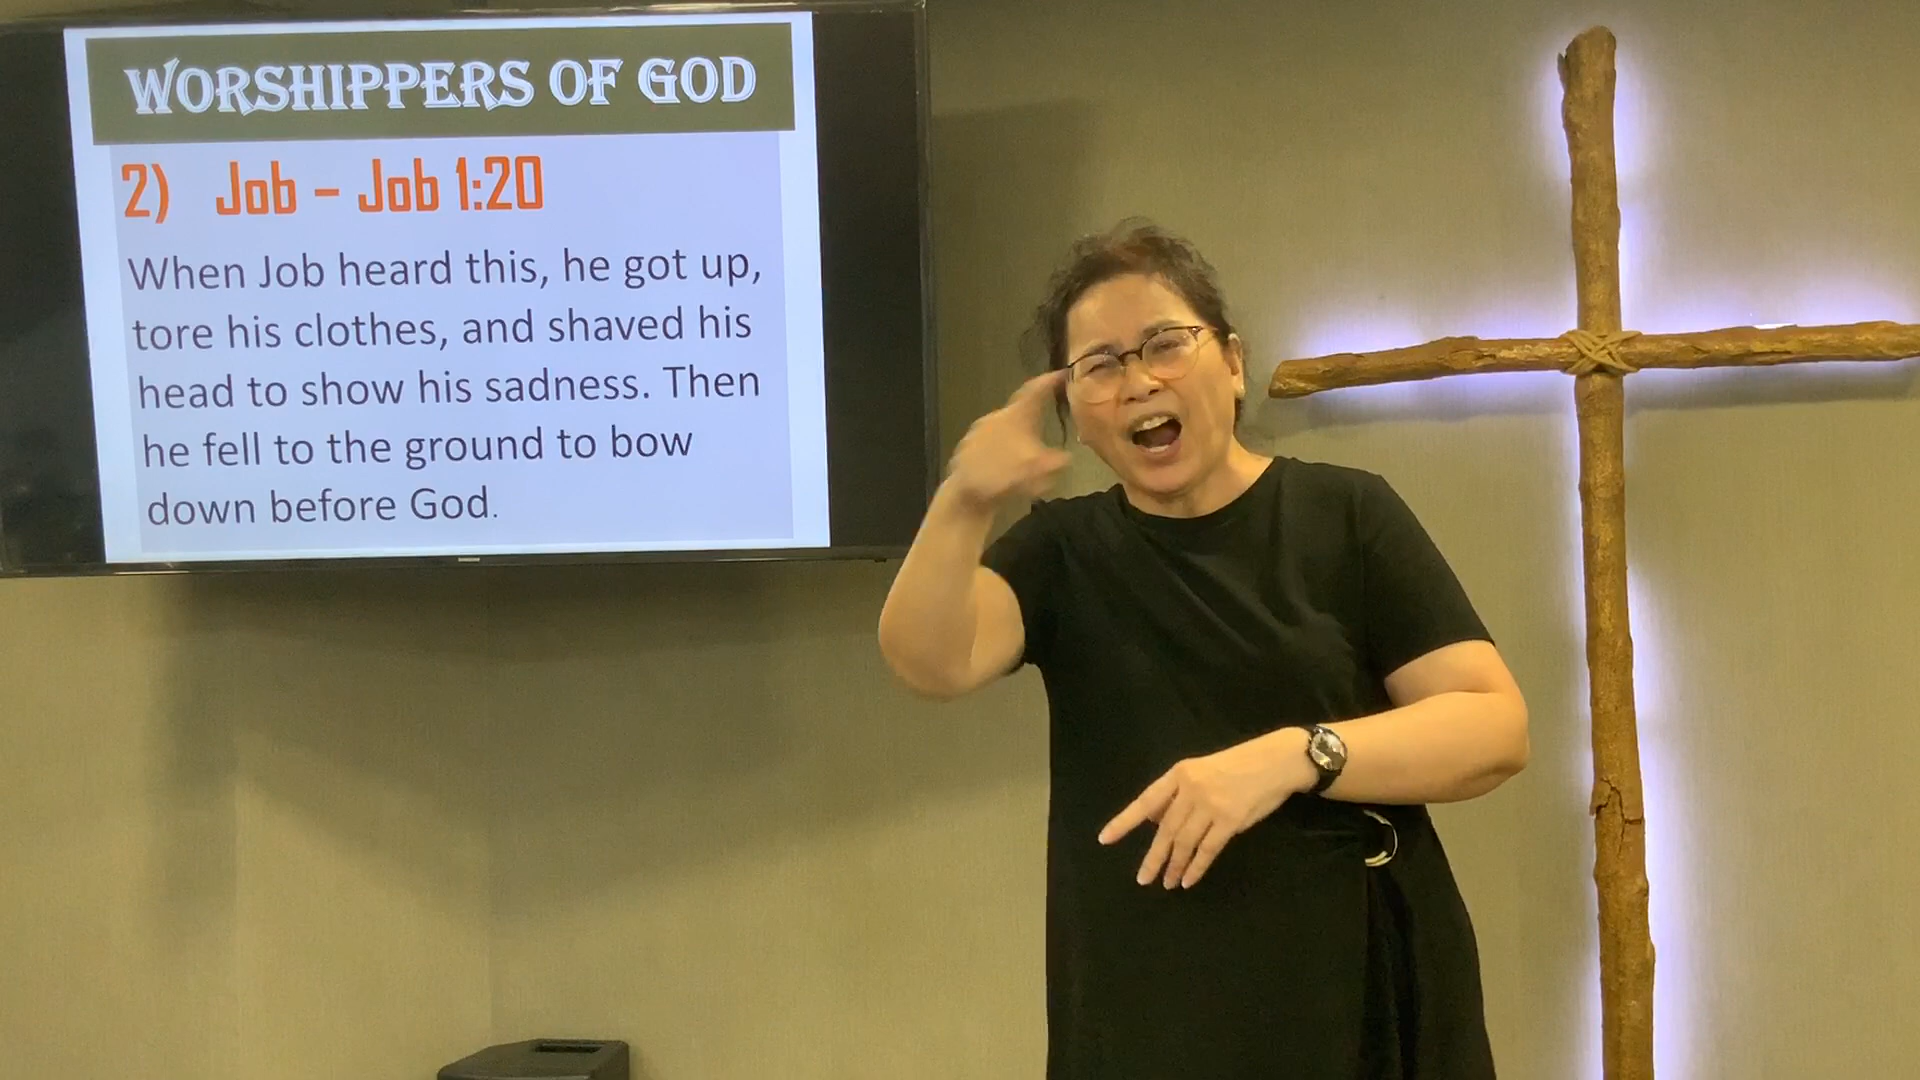 WORSHIPPERS OF GOD
2) Job – Job 1:20
When Job heard this, he got up,
tore his clothes, and shaved his
head to show his sadness. Then
he fell to the ground to bow
down before God.